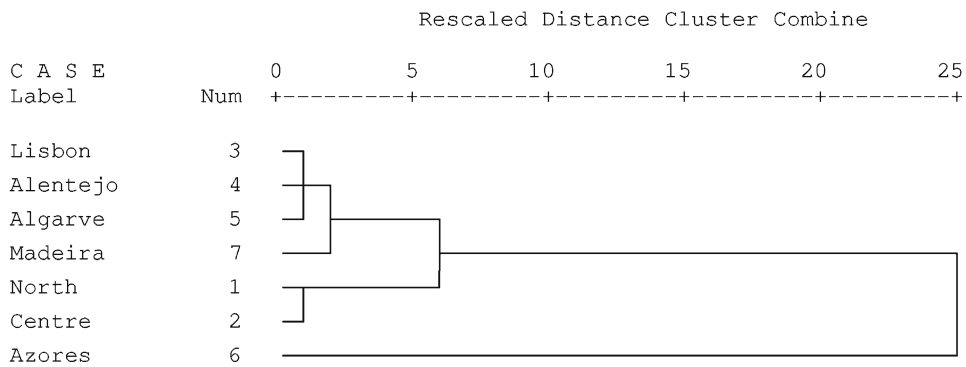 Rescaled Distance Cluster Combine
C A S E 0 5 10 15 20 25
Label Num +---------+---------+---------+---------+---------+
Lisbon 3
Alentejo 4
Algarve 5
Madeira 7
North 1
Centre 2
Azores 6